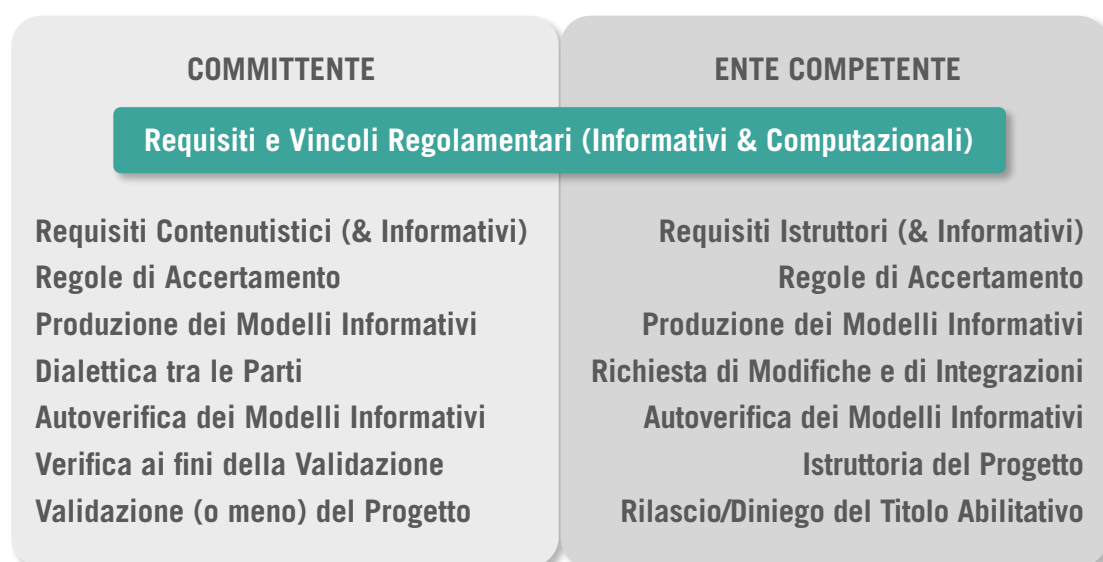 COMMITTENTE
ENTE COMPETENTE
Requisiti e Vincoli Regolamentari (Informativi & Computazionali)
Requisiti Contenutistici (& Informativi)
Regole di Accertamento
Produzione dei Modelli Informativi
Dialettica tra le Parti
Autoverifica dei Modelli Informativi
Verifica ai fini della Validazione
Validazione (o meno) del Progetto
Requisiti Istruttori (& Informativi)
Regole di Accertamento
Produzione dei Modelli Informativi
Richiesta di Modifiche e di Integrazioni
Autoverifica dei Modelli Informativi
Istruttoria del Progetto
Rilascio/Diniego del Titolo Abilitativo